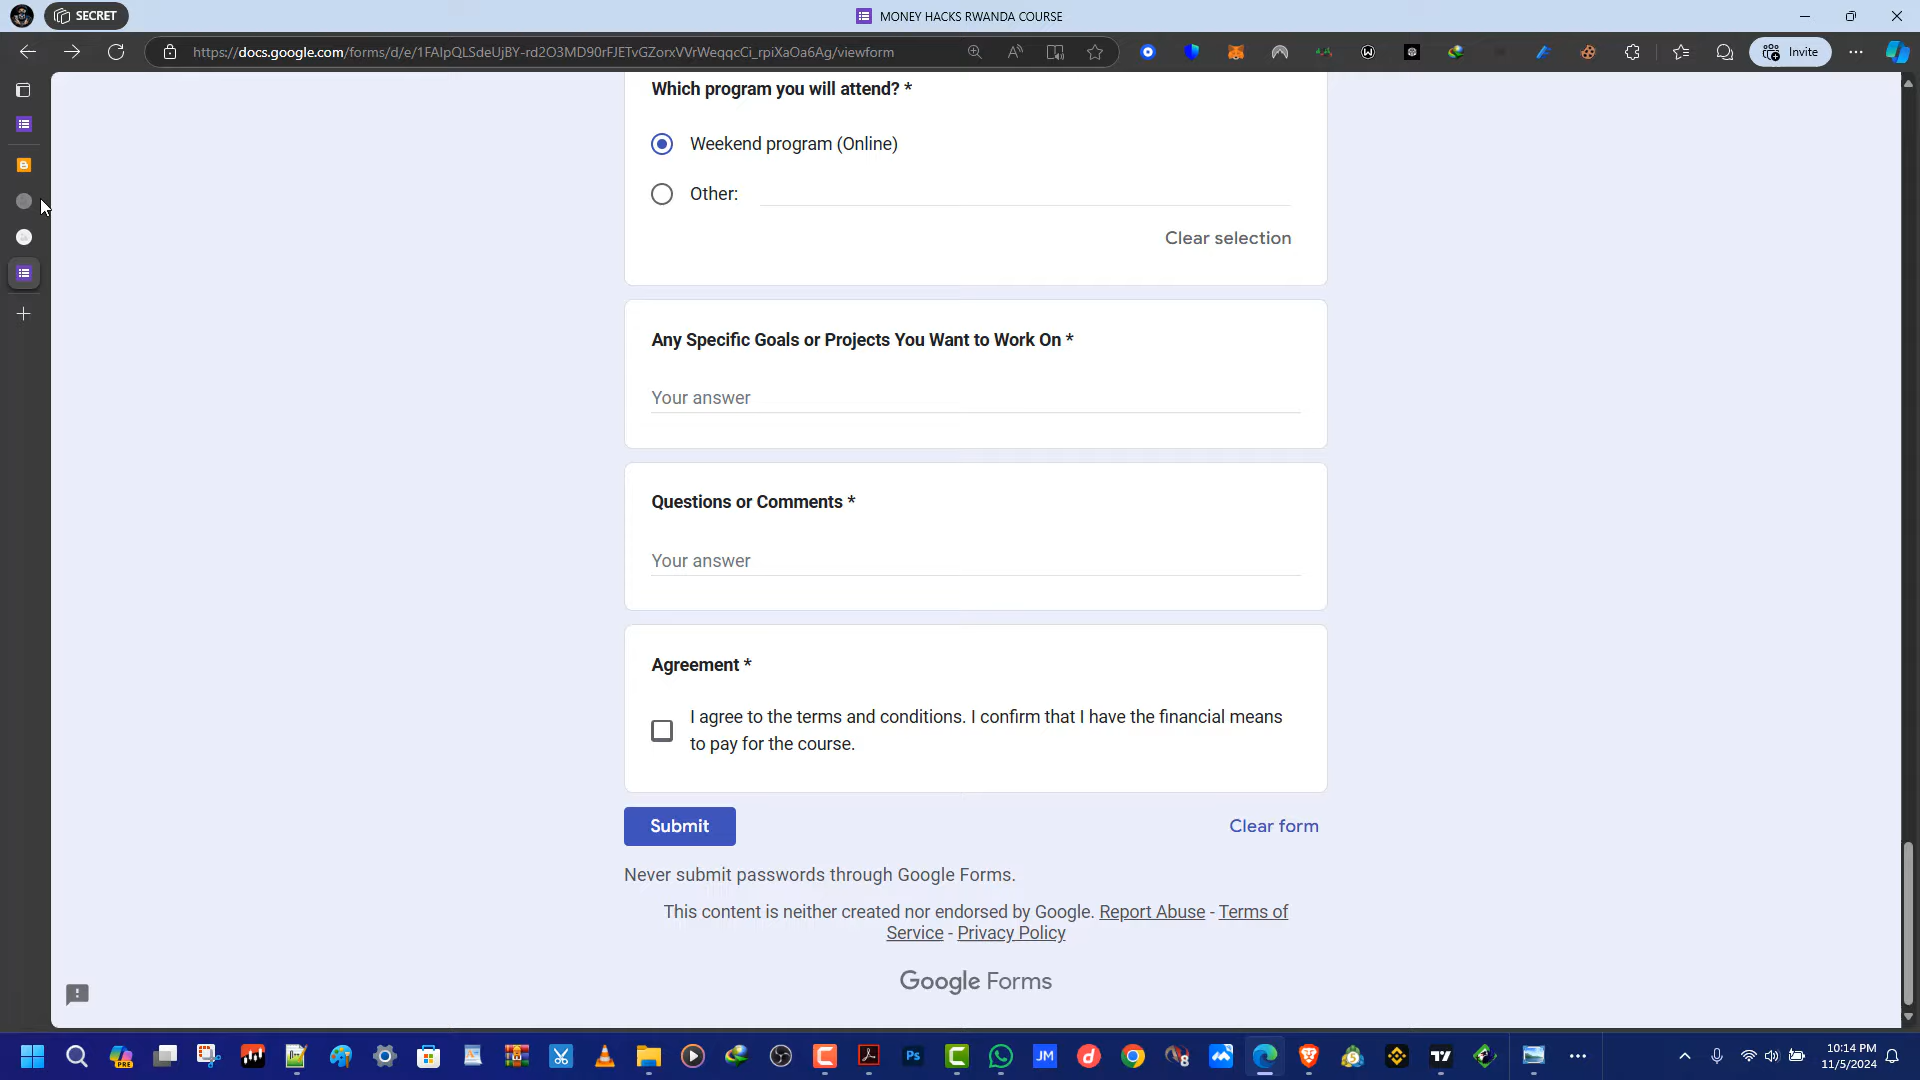 SECRET
MONEY HACKS RWANDA COURSE
https://docs.google.com/forms/d/e/1FAIpQLSdeUjBY-rd2O3MD90rFJETvGZorxVVrWeqqcCi_rpiXaOa6Ag/viewform
Invite
Which program you will attend? *
Weekend program (Online)
Other:
Clear selection
Any Specific Goals or Projects You Want to Work On *
Your answer
Questions or Comments *
Your answer
Agreement *
I agree to the terms and conditions. I confirm that I have the financial means
to pay for the course.
Submit
Clear form
Never submit passwords through Google Forms.
This content is neither created nor endorsed by Google. Report Abuse - Terms of
Service - Privacy Policy
Google Forms
PRE
Ps
JM
10:14 PM
11/5/2024